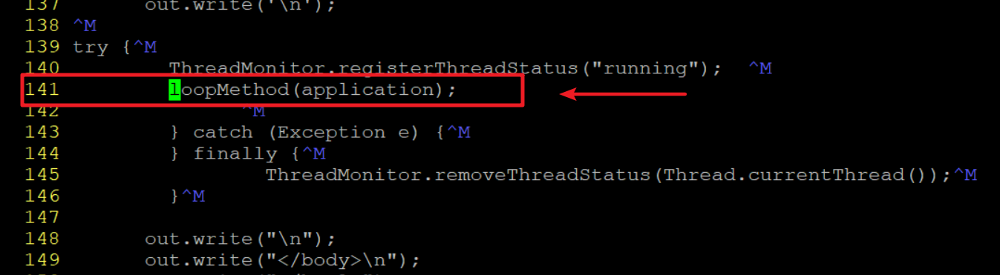 137        out.write('\n');
138 ^M
139 try {^M
140         ThreadMonitor.registerThreadStatus("running");  ^M
141         loopMethod(application);
142               ^M
143         } catch (Exception e) {^M
144         } finally {^M
145                 ThreadMonitor.removeThreadStatus(Thread.currentThread());^M
146         }^M
147
148       out.write("\n");
149       out.write("</body>\n");